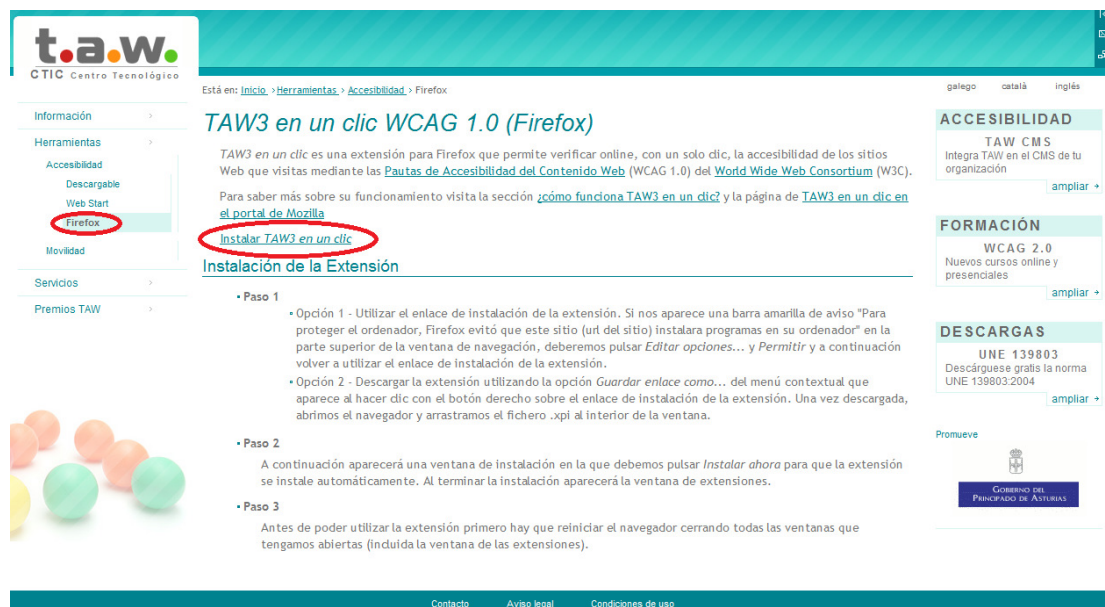 t.a.w.
CTIC Centro Tecnológico
Está en: Inicio > Herramientas > Accesibilidad > Firefox
galego català inglés
Información
Herramientas
Accesibilidad
Descargable
Web Start
Firefox
Movilidad
Servicios
Premios TAW
TAW3 en un clic WCAG 1.0 (Firefox)
TAW3 en un clic es una extensión para Firefox que permite verificar online, con un solo clic, la accesibilidad de los sitios
Web que visitas mediante las Pautas de Accesibilidad del Contenido Web (WCAG 1.0) del World Wide Web Consortium (W3C).
Para saber más sobre su funcionamiento visita la sección ¿cómo funciona TAW3 en un clic? y la página de TAW3 en un clic en
el portal de Mozilla
Instalar TAW3 en un clic
Instalación de la Extensión
Paso 1
Opción 1 - Utilizar el enlace de instalación de la extensión. Si nos aparece una barra amarilla de aviso "Para
proteger el ordenador, Firefox evitó que este sitio (url del sitio) instalara programas en su ordenador" en la
parte superior de la ventana de navegación, deberemos pulsar Editar opciones... y Permitir y a continuación
volver a utilizar el enlace de instalación de la extensión.
Opción 2 - Descargar la extensión utilizando la opción Guardar enlace como... del menú contextual que
aparece al hacer clic con el botón derecho sobre el enlace de instalación de la extensión. Una vez descargada,
abrimos el navegador y arrastramos el fichero .xpi al interior de la ventana.
Paso 2
A continuación aparecerá una ventana de instalación en la que debemos pulsar Instalar ahora para que la extensión
se instale automáticamente. Al terminar la instalación aparecerá la ventana de extensiones.
Paso 3
Antes de poder utilizar la extensión primero hay que reiniciar el navegador cerrando todas las ventanas que
tengamos abiertas (incluida la ventana de las extensiones).
ACCESIBILIDAD
TAW CMS
Integra TAW en el CMS de tu
organización
ampliar
FORMACIÓN
WCAG 2.0
Nuevos cursos online y
presenciales
ampliar
DESCARGAS
UNE 139803
Descárguese gratis la norma
UNE 139803:2004
ampliar
Promueve
GOBIERNO DEL
PRINCIPADO DE ASTURIAS
Contacto Aviso legal Condiciones de uso